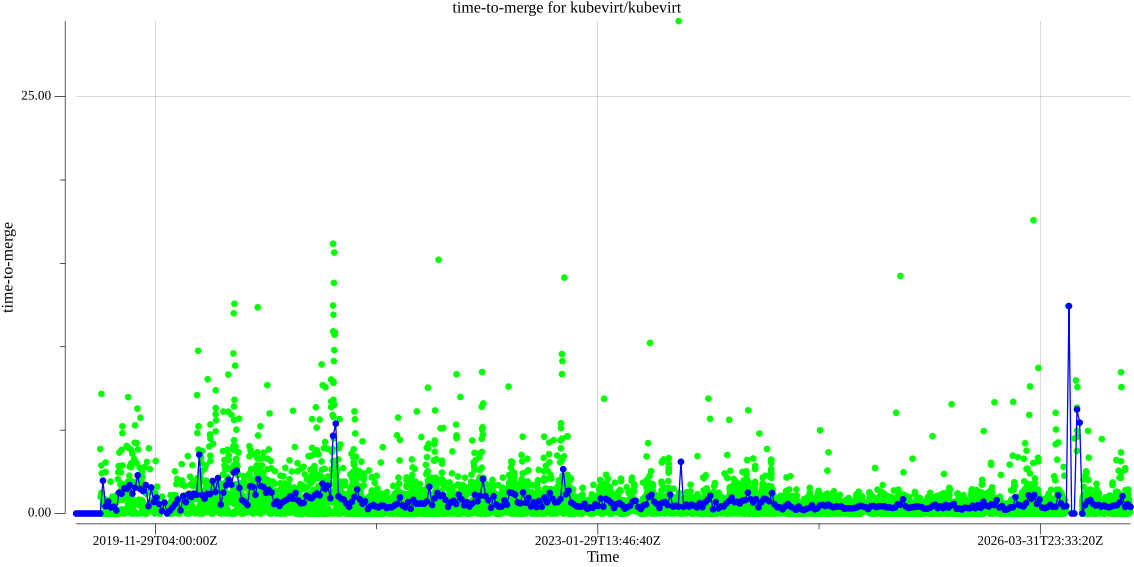 time-to-merge for kubevirt/kubevirt
25.00
time-to-merge
0.00
2019-11-29T04:00:00Z
2023-01-29T13:46:40Z
2026-03-31T23:33:20Z
Time